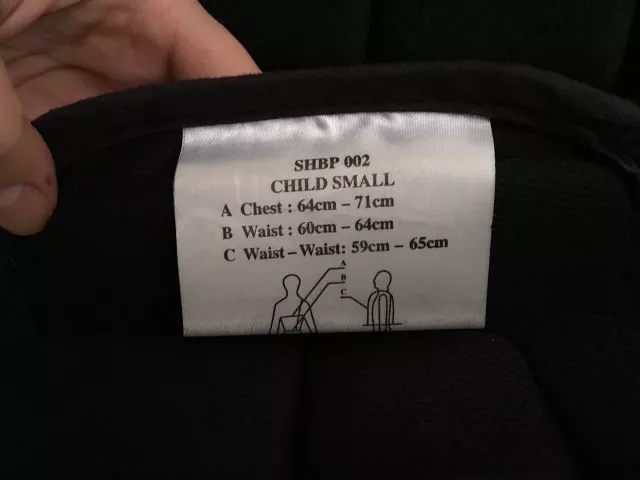 SHBP 002
CHILD SMALL
A Chest : 64cm – 71cm
B Waist : 60cm – 64cm
C Waist–Waist: 59cm – 65cm
A
B
C